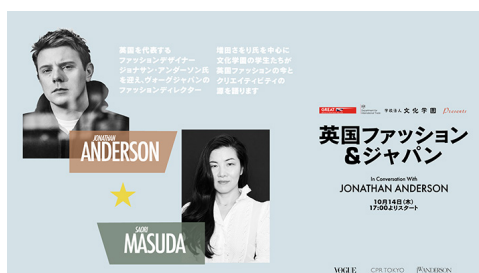 英国を代表する
ファッションデザイナー
ジョナサン・アンダーソン氏
を迎え、ヴォーグジャパンの
ファッションディレクター
増田さをり氏を中心に
文化学園の学生たちが
英国ファッションの今と
クリエイティビティの
源を探ります
JONATHAN
ANDERSON
SAORI
MASUDA
GREAT
学校法人 文化学園 Presents
英国ファッション
&ジャパン
In Conversation With
JONATHAN ANDERSON
10月14日(木)
17:00よりスタート
VOGUE CPR TOKYO JW ANDERSON